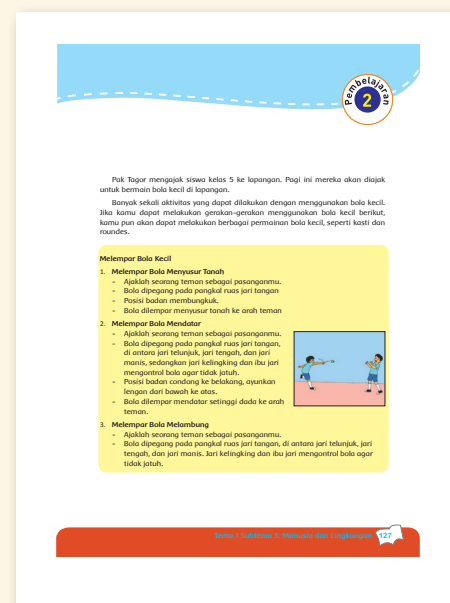 Pembelajaran
2
Pak Tagor mengajak siswa kelas 5 ke lapangan. Pagi ini mereka akan diajak
untuk bermain bola kecil di lapangan.
Banyak sekali aktivitas yang dapat dilakukan dengan menggunakan bola kecil.
Jika kamu dapat melakukan gerakan-gerakan menggunakan bola kecil berikut,
kamu pun akan dapat melakukan berbagai permainan bola kecil, seperti kasti dan
roundes.
Melempar Bola Kecil
1. Melempar Bola Menyusur Tanah
- Ajaklah seorang teman sebagai pasanganmu.
- Bola dipegang pada pangkal ruas jari tangan
- Posisi badan membungkuk.
- Bola dilempar menyusur tanah ke arah teman
2. Melempar Bola Mendatar
- Ajaklah seorang teman sebagai pasanganmu.
- Bola dipegang pada pangkal ruas jari tangan,
di antara jari telunjuk, jari tengah, dan jari
manis, sedangkan jari kelingking dan ibu jari
mengontrol bola agar tidak jatuh.
- Posisi badan condong ke belakang, ayunkan
lengan dari bawah ke atas.
- Bola dilempar mendatar setinggi dada ke arah
teman.
3. Melempar Bola Melambung
- Ajaklah seorang teman sebagai pasanganmu.
- Bola dipegang pada pangkal ruas jari tangan, di antara jari telunjuk, jari
tengah, dan jari manis. Jari kelingking dan ibu jari mengontrol bola agar
tidak jatuh.
Tema 1 Subtema 3: Manusia dan Lingkungan 127